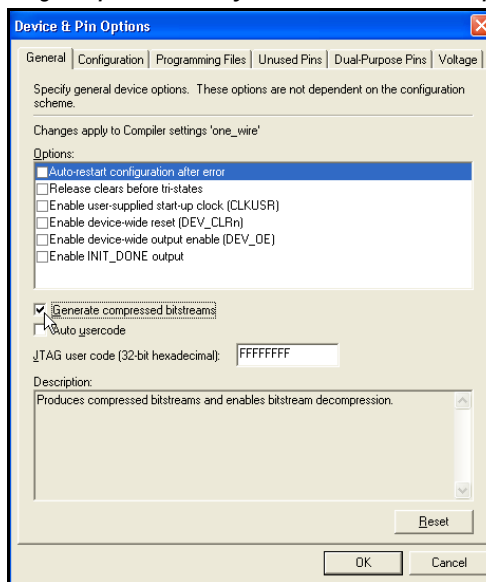 Device & Pin Options
General Configuration Programming Files Unused Pins Dual-Purpose Pins Voltage
Specify general device options. These options are not dependent on the configuration
scheme.
Changes apply to Compiler settings 'one_wire'
Options:
Auto-restart configuration after error
Release clears before tri-states
Enable user-supplied start-up clock (CLKUSR)
Enable device-wide reset (DEV_CLRn)
Enable device-wide output enable (DEV_OE)
Enable INIT_DONE output
Generate compressed bitstreams
Auto usercode
JTAG user code (32-bit hexadecimal): FFFFFFFF
Description:
Produces compressed bitstreams and enables bitstream decompression.
Reset
OK Cancel